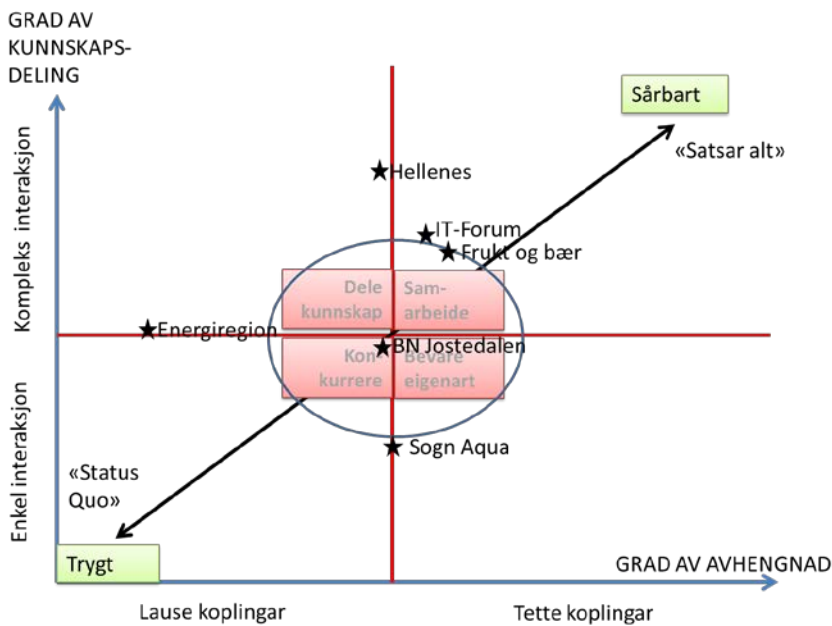 GRAD AV
KUNNSKAPS-
DELING
Sårbart
«Satsar alt»
Kompleks interaksjon
Hellenes
IT-Forum
Frukt og bær
Dele
kunnskap
Sam-
arbeide
Energiregion
BN Jostedalen
Kon-
kurrere
Bevare
eigenart
Enkel interaksjon
Sogn Aqua
«Status
Quo»
Trygt
GRAD AV AVHENGNAD
Lause koplingar
Tette koplingar